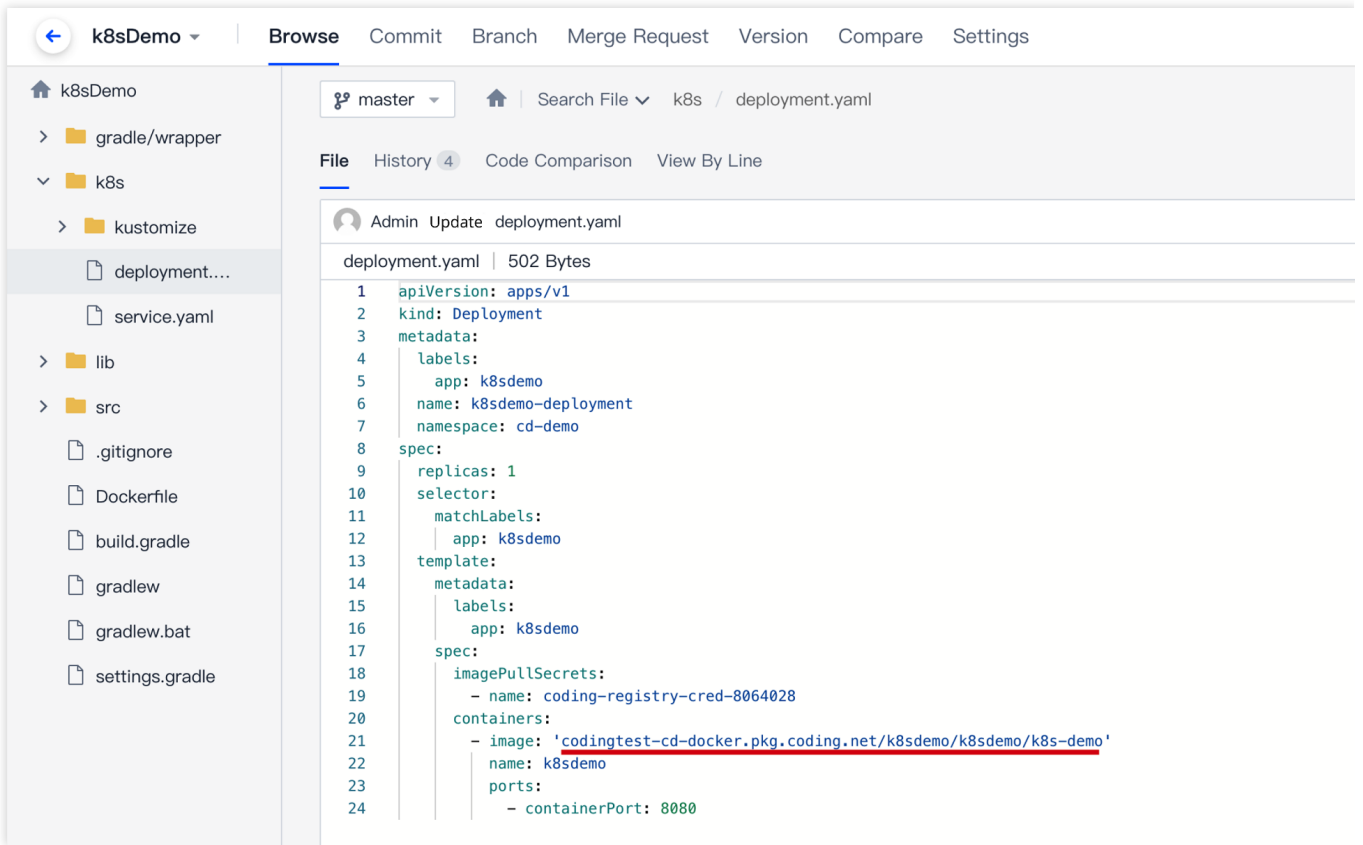 k8sDemo Browse Commit Branch Merge Request Version Compare Settings
k8sDemo
gradle/wrapper
k8s
kustomize
deployment....
service.yaml
lib
src
.gitignore
Dockerfile
build.gradle
gradlew
gradlew.bat
settings.gradle
master Search File k8s / deployment.yaml
File History 4 Code Comparison View By Line
Admin Update deployment.yaml
deployment.yaml 502 Bytes
1 apiVersion: apps/v1
2 kind: Deployment
3 metadata:
4 labels:
5 app: k8sdemo
6 name: k8sdemo-deployment
7 namespace: cd-demo
8 spec:
9 replicas: 1
10 selector:
11 matchLabels:
12 app: k8sdemo
13 template:
14 metadata:
15 labels:
16 app: k8sdemo
17 spec:
18 imagePullSecrets:
19 - name: coding-registry-cred-8064028
20 containers:
21 - image: 'codingtest-cd-docker.pkg.coding.net/k8sdemo/k8sdemo/k8s-demo'
22 name: k8sdemo
23 ports:
24 - containerPort: 8080